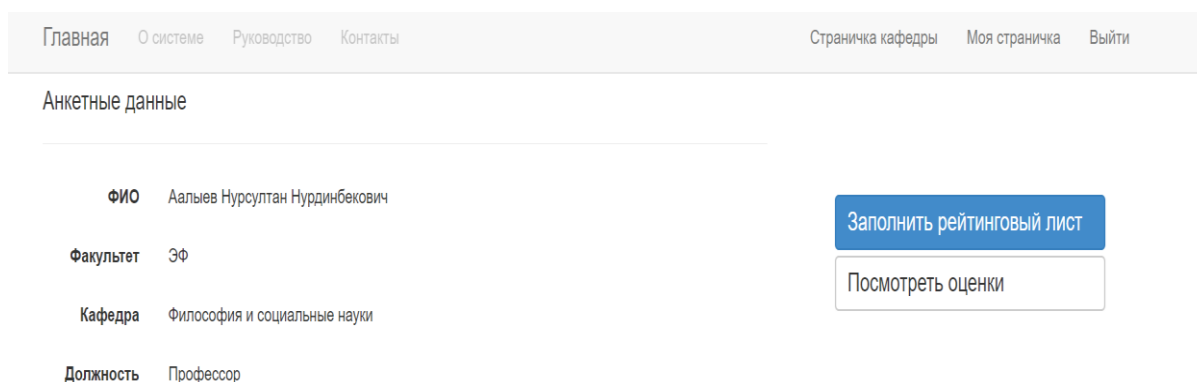 Главная О системе Руководство Контакты Страничка кафедры Моя страничка Выйти
Анкетные данные
ФИО Аалыев Нурсултан Нурдинбекович
Заполнить рейтинговый лист
Факультет ЭФ
Посмотреть оценки
Кафедра Философия и социальные науки
Должность Профессор